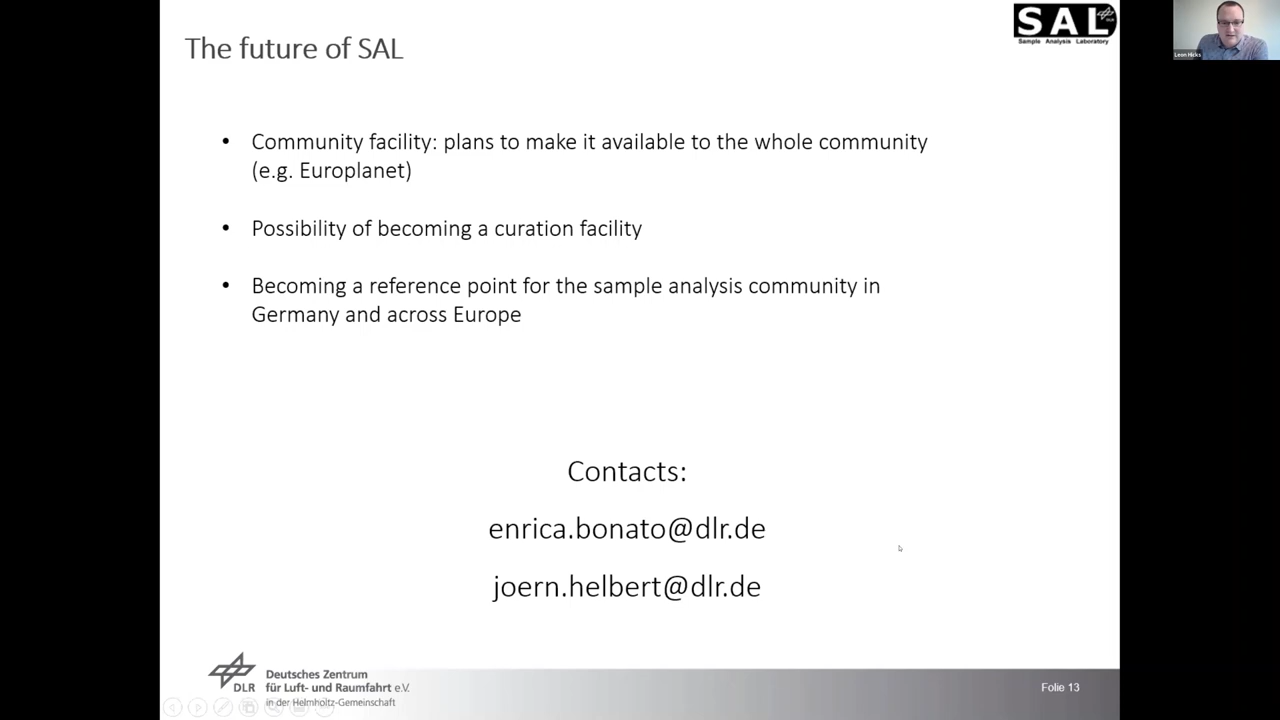 The future of SAL
SAL
DLR
Sample Analysis Laboratory
Leon Hicks
• Community facility: plans to make it available to the whole community
(e.g. Europlanet)
• Possibility of becoming a curation facility
• Becoming a reference point for the sample analysis community in
Germany and across Europe
Contacts:
enrica.bonato@dlr.de
joern.helbert@dlr.de
DLR
Deutsches Zentrum
für Luft- und Raumfahrt e.V.
in der Helmholtz-Gemeinschaft
Folie 13